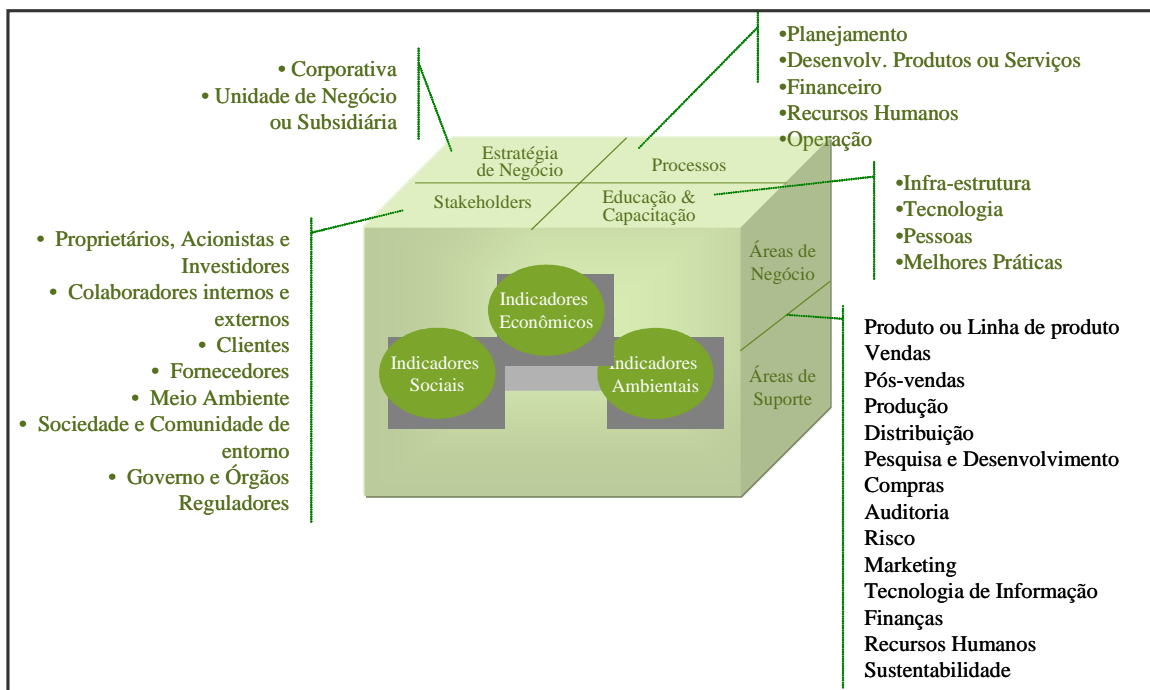 • Corporativa
• Unidade de Negócio
ou Subsidiária
•Planejamento
•Desenvolv. Produtos ou Serviços
•Financeiro
•Recursos Humanos
•Operação
Estratégia
de Negócio
Processos
Stakeholders
Educação &
Capacitação
•Infra-estrutura
•Tecnologia
•Pessoas
•Melhores Práticas
• Proprietários, Acionistas e
Investidores
• Colaboradores internos e
externos
• Clientes
• Fornecedores
• Meio Ambiente
• Sociedade e Comunidade de
entorno
• Governo e Órgãos
Reguladores
Indicadores
Econômicos
Indicadores
Sociais
Indicadores
Ambientais
Áreas de
Negócio
Áreas de
Suporte
Produto ou Linha de produto
Vendas
Pós-vendas
Produção
Distribuição
Pesquisa e Desenvolvimento
Compras
Auditoria
Risco
Marketing
Tecnologia de Informação
Finanças
Recursos Humanos
Sustentabilidade